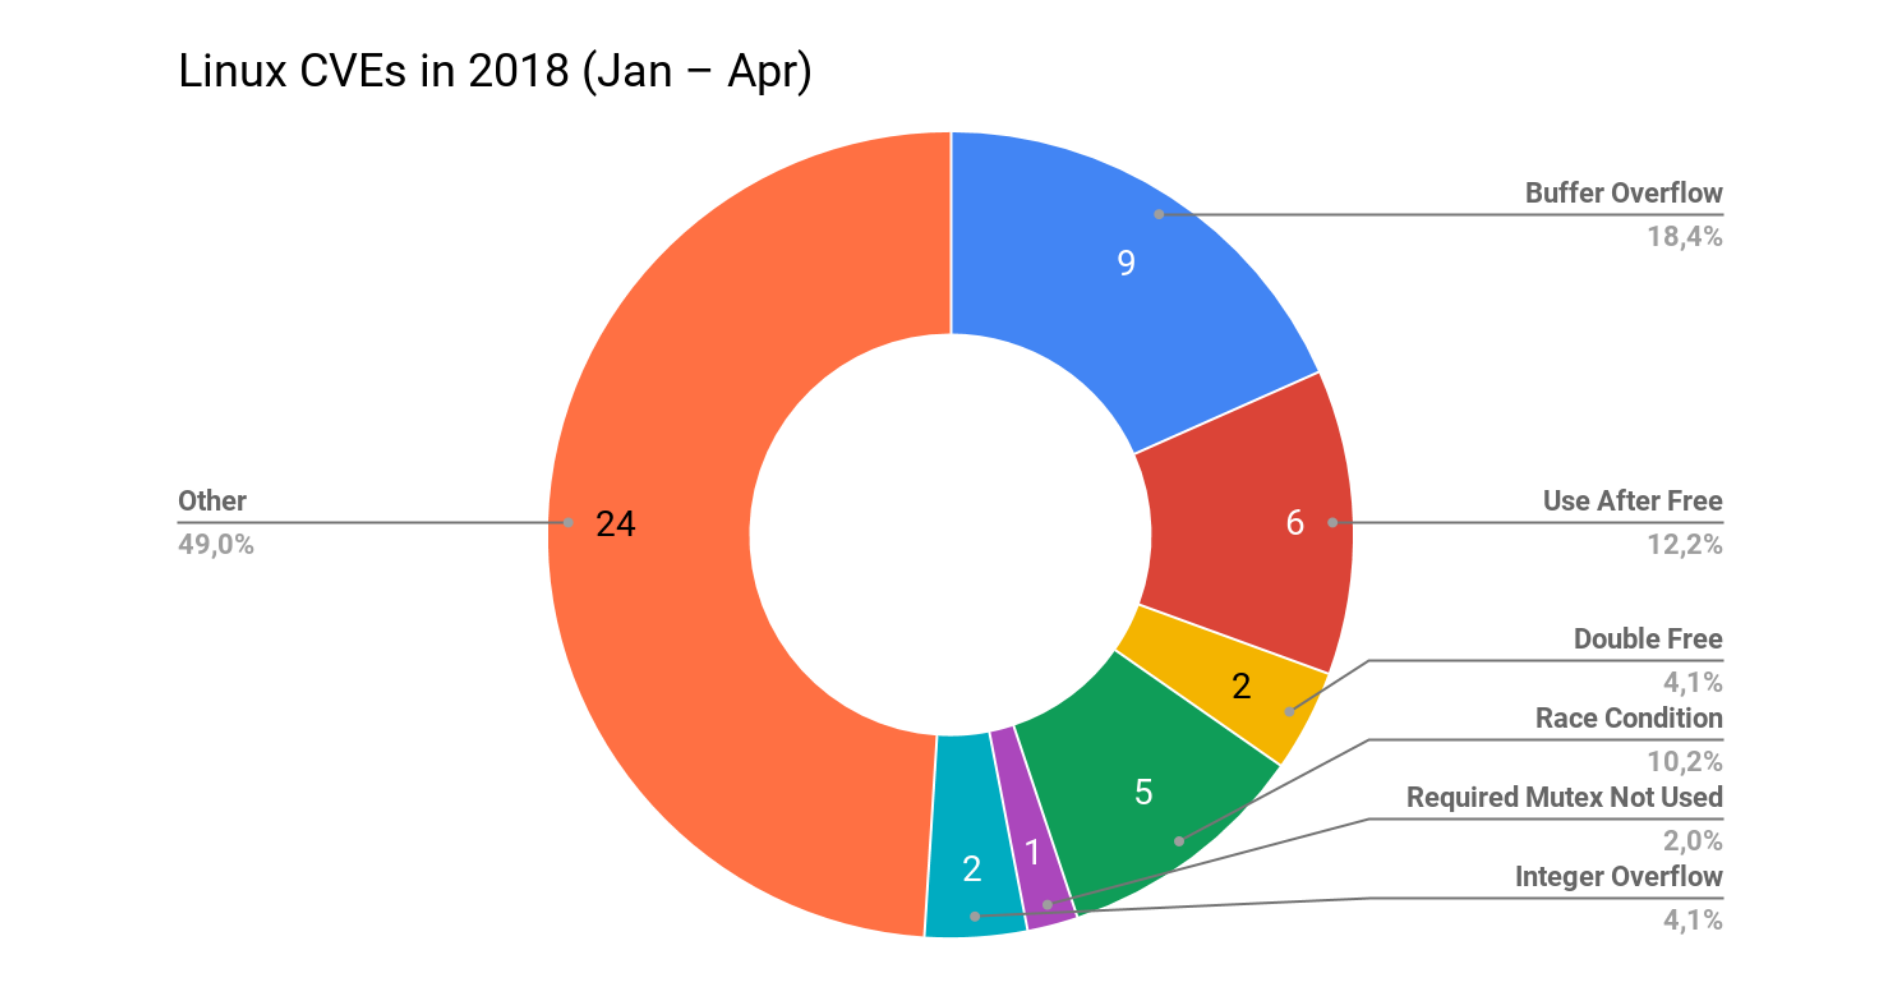 Linux CVEs in 2018 (Jan – Apr)
Buffer Overflow
18,4%
9
Other
49,0%
24
Use After Free
12,2%
6
Double Free
4,1%
2
Race Condition
10,2%
5
Required Mutex Not Used
2,0%
1
Integer Overflow
4,1%
2